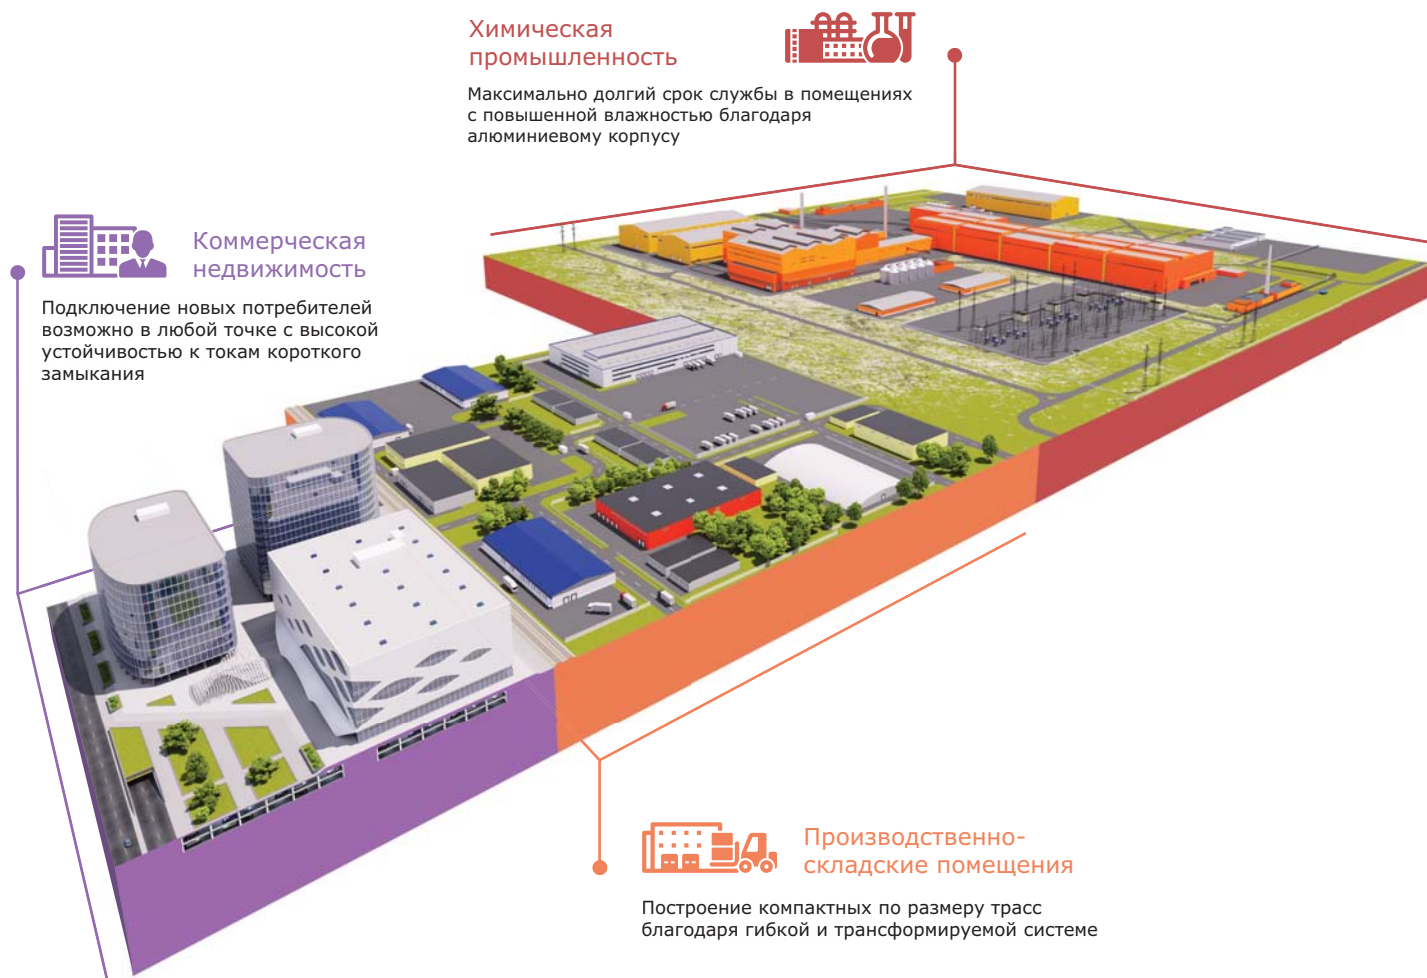 Химическая
промышленность
Максимально долгий срок службы в помещениях
с повышенной влажностью благодаря
алюминиевому корпусу
Коммерческая
недвижимость
Подключение новых потребителей
возможно в любой точке с высокой
устойчивостью к токам короткого
замыкания
Производственно-
складские помещения
Построение компактных по размеру трасс
благодаря гибкой и трансформируемой системе